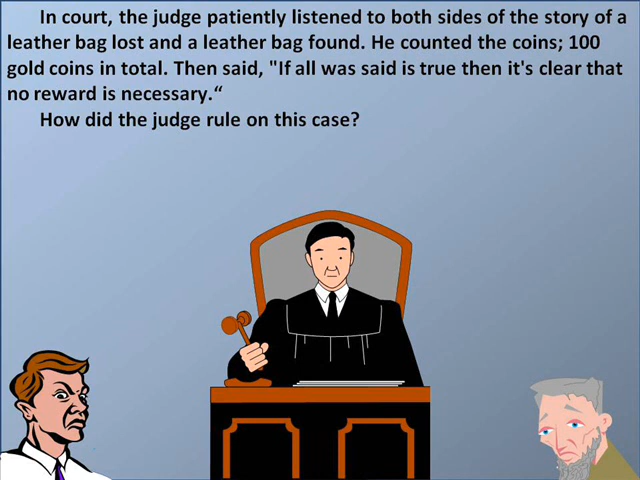 In court, the judge patiently listened to both sides of the story of a
leather bag lost and a leather bag found. He counted the coins; 100
gold coins in total. Then said, "If all was said is true then it's clear that
no reward is necessary.“
How did the judge rule on this case?